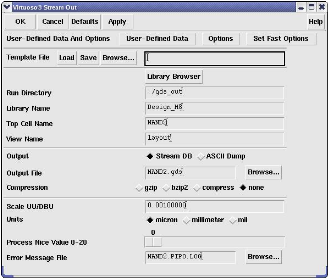 Virtuoso® Stream Out
OK Cancel Defaults Apply Help
User-Defined Data And Options User-Defined Data Options Set Fast Options
Template File Load Save Browse...
Library Browser
Run Directory /gds_out
Library Name Design_H8
Top Cell Name NAND2
View Name layout
Output Stream DB ASCII Dump
Output File NAND2.gds Browse...
Compression gzip bzip2 compress none
Scale UU/DBU 0.00100000
Units micron millimeter mil
0
Process Nice Value 0-20
Error Message File NAND2_PIPO.LOG Browse...